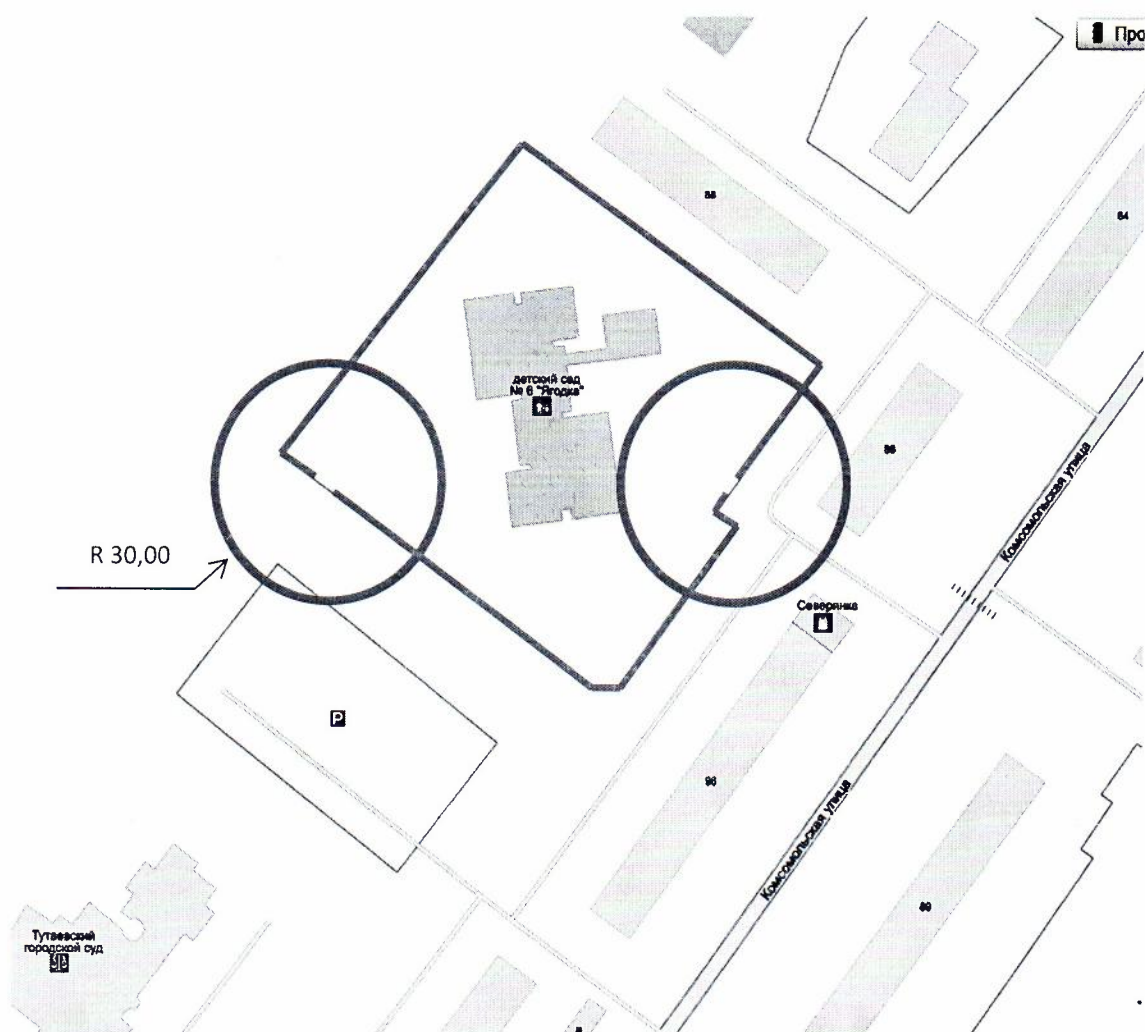 Про
88
84
детский сад
№ 6 "Ягодка"
86
Комсомольская улица
R 30,00
Северянка
P
96
Комсомольская улица
89
Тутаевский
городской суд